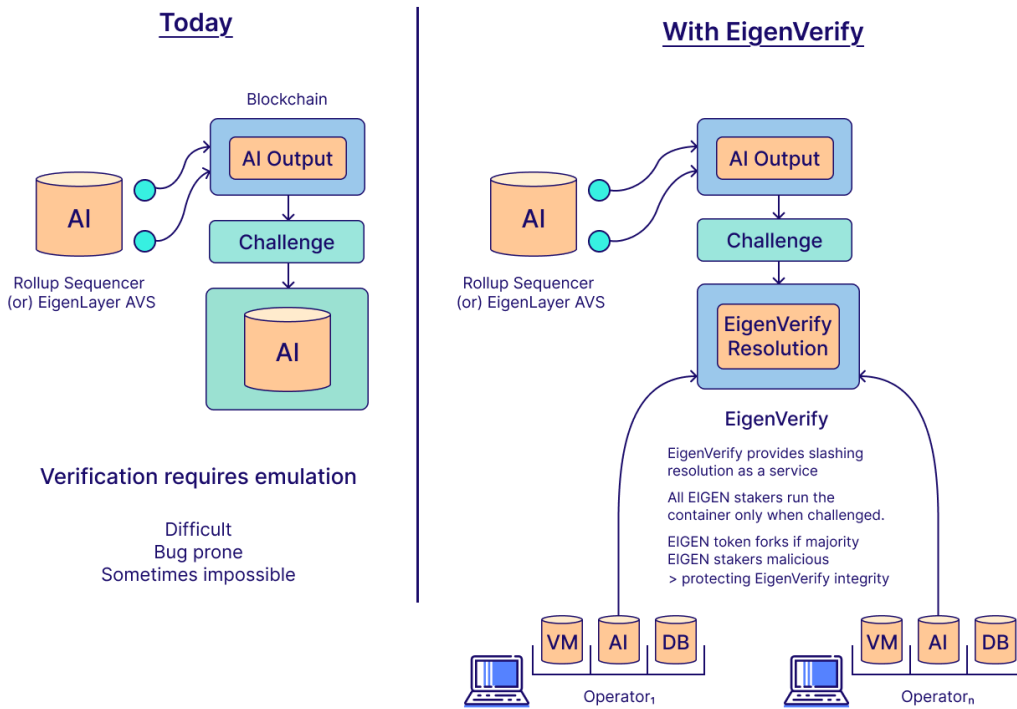 Today
Blockchain
AI Output
AI
Challenge
Rollup Sequencer
(or) EigenLayer AVS
AI
Verification requires emulation
Difficult
Bug prone
Sometimes impossible
With EigenVerify
AI Output
AI
Challenge
Rollup Sequencer
(or) EigenLayer AVS
EigenVerify
Resolution
EigenVerify
EigenVerify provides slashing
resolution as a service
All EIGEN stakers run the
container only when challenged.
EIGEN token forks if majority
EIGEN stakers malicious
> protecting EigenVerify integrity
VM AI DB
Operator₁
VM AI DB
Operatorₙ